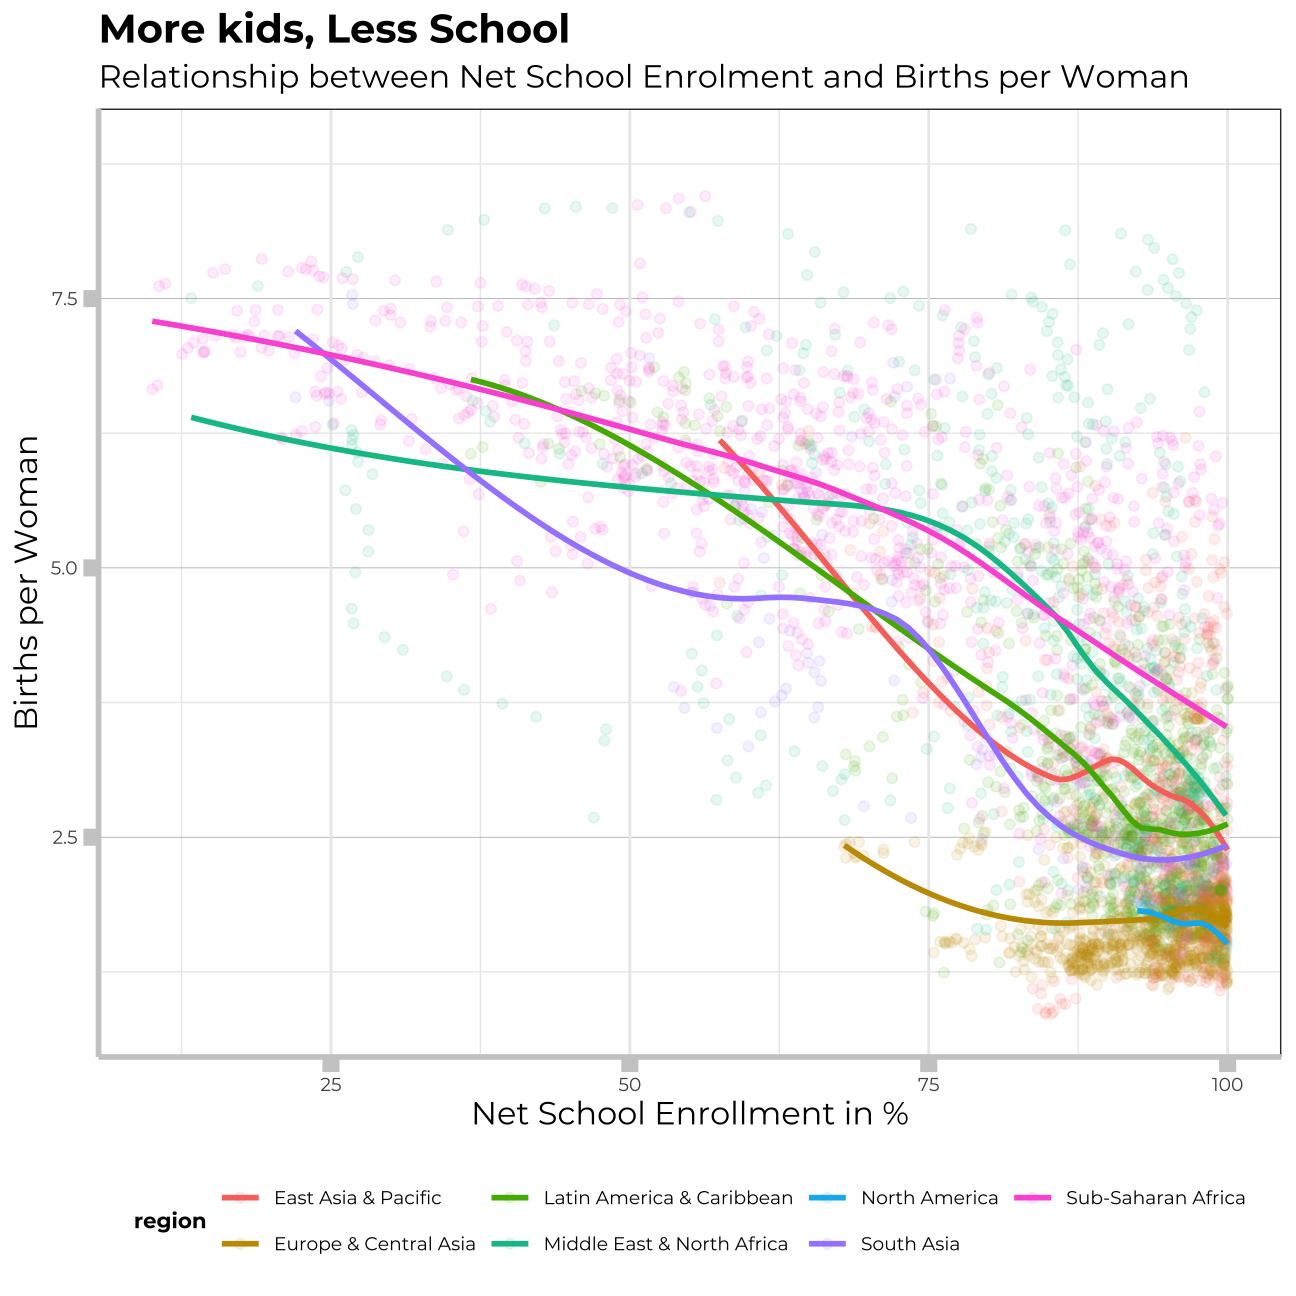 More kids, Less School
Relationship between Net School Enrolment and Births per Woman
Births per Woman
7.5
5.0
2.5
25 50 75 100
Net School Enrollment in %
region
East Asia & Pacific Latin America & Caribbean North America Sub-Saharan Africa
Europe & Central Asia Middle East & North Africa South Asia